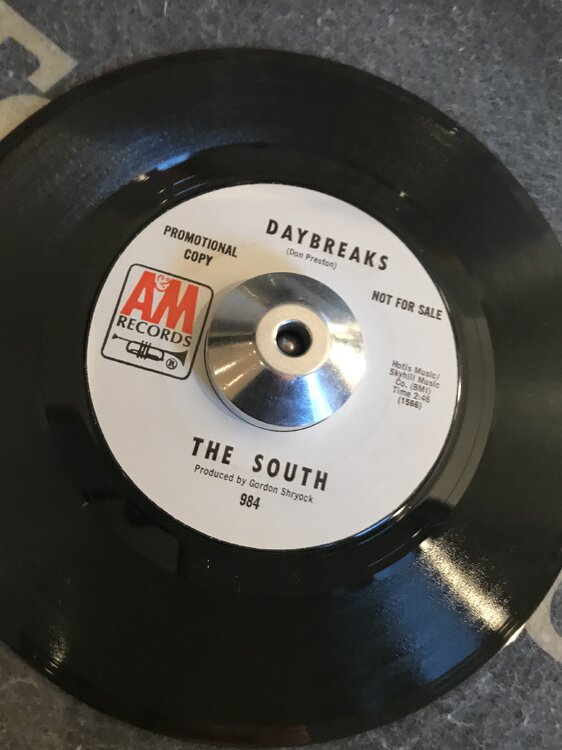 DAYBREAKS
(Don Preston)
PROMOTIONAL
COPY
NOT FOR SALE
A&M
RECORDS
®
Hotis Music/
Skyhill Music
Co. (BMI)
Time 2:46
(1566)
THE SOUTH
Produced by Gordon Shryock
984